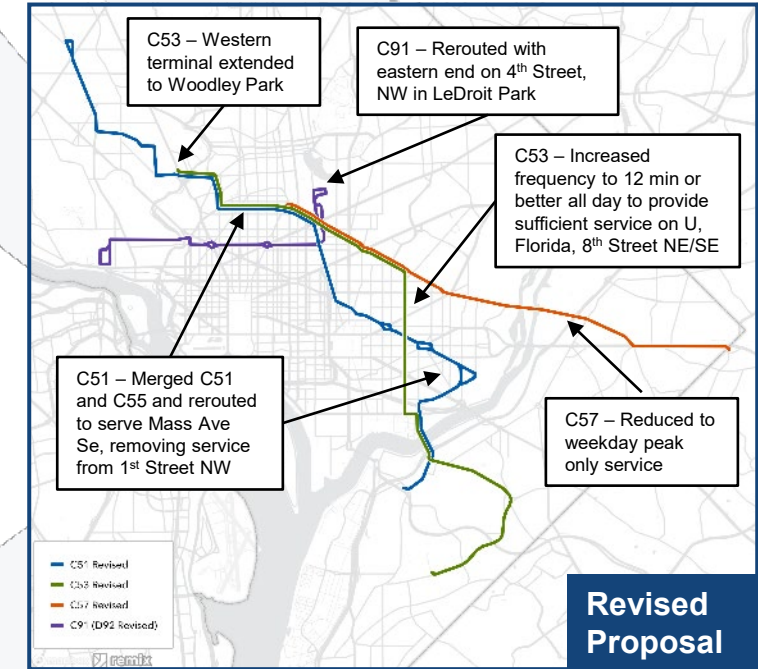 C53 – Western
terminal extended
to Woodley Park
C91 – Rerouted with
eastern end on 4th Street,
NW in LeDroit Park
C53 – Increased
frequency to 12 min or
better all day to provide
sufficient service on U,
Florida, 8th Street NE/SE
C51 – Merged C51
and C55 and rerouted
to serve Mass Ave
Se, removing service
from 1st Street NW
C57 – Reduced to
weekday peak
only service
C51 Revised
C53 Revised
C57 Revised
C91 (D92 Revised)
remix
Revised
Proposal